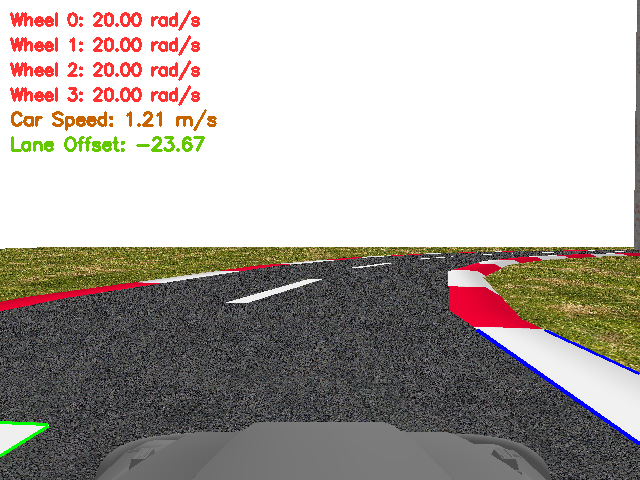 Wheel 0: 20.00 rad/s
Wheel 1: 20.00 rad/s
Wheel 2: 20.00 rad/s
Wheel 3: 20.00 rad/s
Car Speed: 1.21 m/s
Lane Offset: -23.67